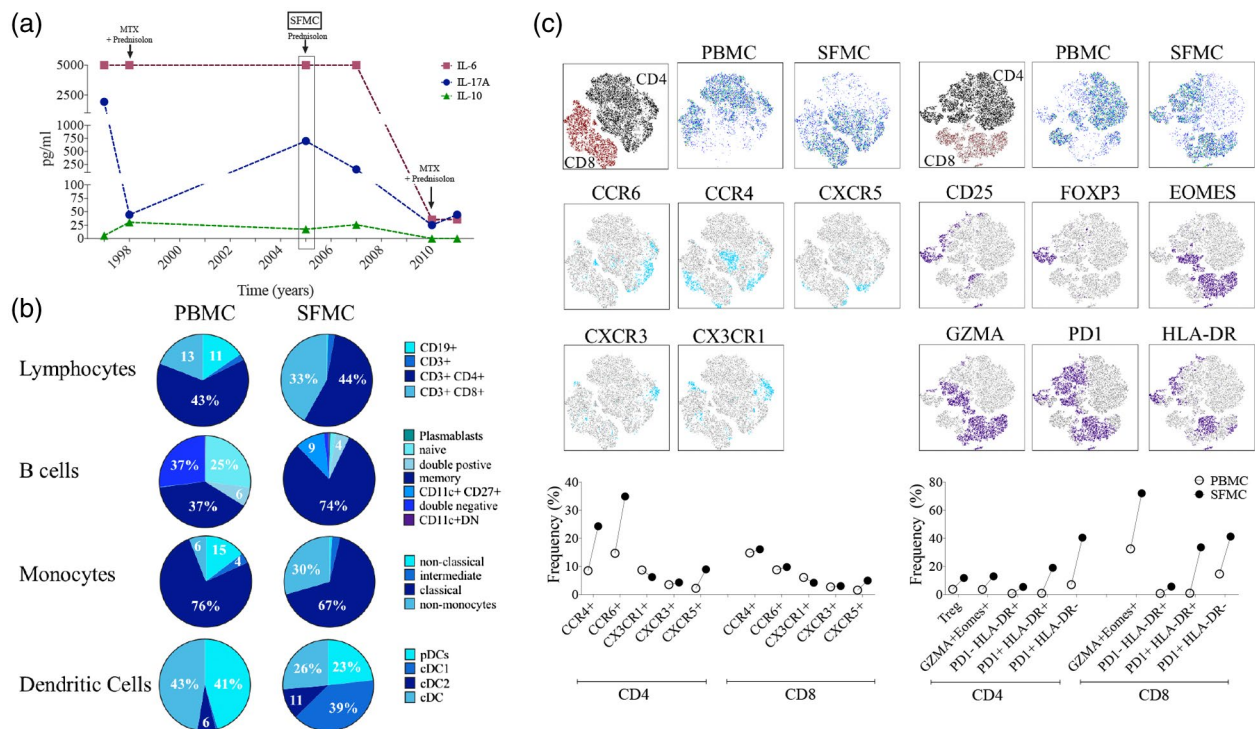 (a)
MTX
+ Prednisolon
SFMC
Prednisolon
IL-6
IL-17A
IL-10
5000
2500
1000
750
500
250
100
75
50
25
0
pg/ml
MTX
+ Prednisolon
1998
2000
2002
2004
2006
2008
2010
Time (years)
(b)
PBMC
SFMC
Lymphocytes
13
11
43%
33%
44%
CD19+
CD3+
CD3+ CD4+
CD3+ CD8+
B cells
37%
25%
6
37%
9
4
74%
Plasmablasts
naive
double postive
memory
CD11c+ CD27+
double negative
CD11c+DN
Monocytes
6
15
4
76%
30%
67%
non-classical
intermediate
classical
non-monocytes
Dendritic Cells
43%
41%
6
26%
23%
11
39%
pDCs
cDC1
cDC2
cDC
(c)
PBMC
SFMC
PBMC
SFMC
CD4
CD8
CD4
CD8
CCR6
CCR4
CXCR5
CD25
FOXP3
EOMES
CXCR3
CX3CR1
GZMA
PD1
HLA-DR
Frequency (%)
40
30
20
10
0
CCR4+
CCR6+
CX3CR1+
CXCR3+
CXCR5+
CCR4+
CCR6+
CX3CR1+
CXCR3+
CXCR5+
CD4
CD8
Frequency (%)
80
60
40
20
0
PBMC
SFMC
Treg
GZMA+Eomes+
PD1- HLA-DR+
PD1+ HLA-DR+
PD1+ HLA-DR-
GZMA+Eomes+
PD1- HLA-DR+
PD1+ HLA-DR+
PD1+ HLA-DR-
CD4
CD8